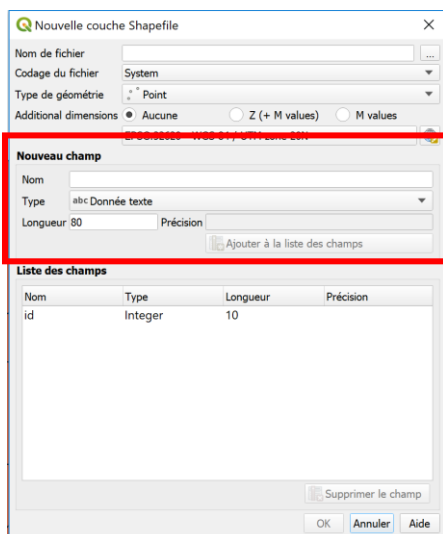 Nouvelle couche Shapefile
Nom de fichier ...
Codage du fichier System
Type de géométrie Point
Additional dimensions Aucune Z (+ M values) M values
Nouveau champ
Nom
Type abc Donnée texte
Longueur 80 Précision
Ajouter à la liste des champs
Liste des champs
Nom Type Longueur Précision
id Integer 10
Supprimer le champ
OK Annuler Aide